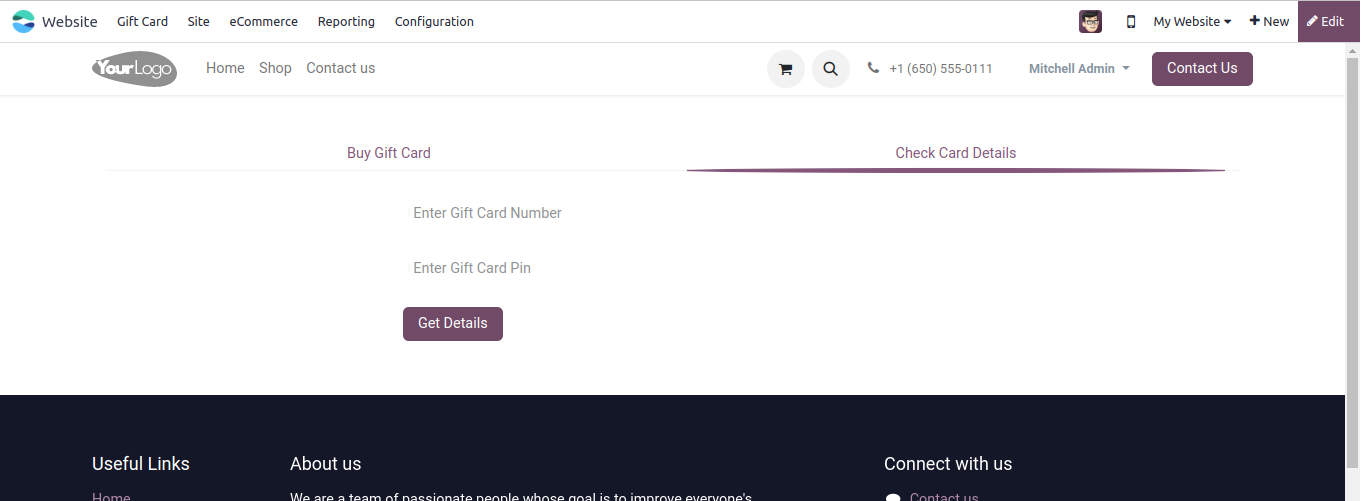 Website Gift Card Site eCommerce Reporting Configuration My Website New Edit
YourLogo Home Shop Contact us +1 (650) 555-0111 Mitchell Admin Contact Us
Buy Gift Card Check Card Details
Enter Gift Card Number
Enter Gift Card Pin
Get Details
Useful Links About us Connect with us
Home We are a team of passionate people whose goal is to improve everyone's Contact us